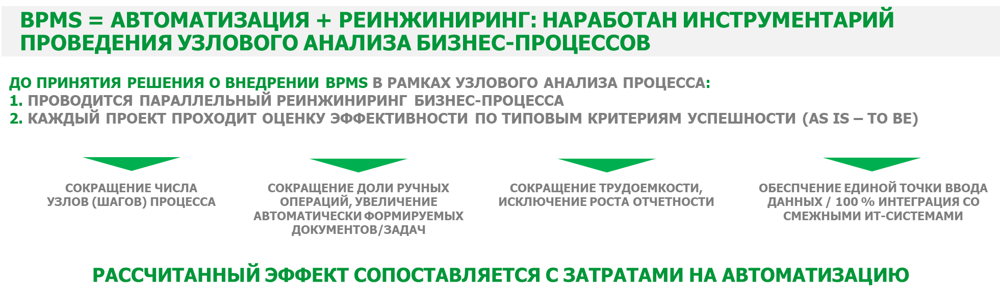 BPMS = АВТОМАТИЗАЦИЯ + РЕИНЖИНИРИНГ: НАРАБОТАН ИНСТРУМЕНТАРИЙ
ПРОВЕДЕНИЯ УЗЛОВОГО АНАЛИЗА БИЗНЕС-ПРОЦЕССОВ
ДО ПРИНЯТИЯ РЕШЕНИЯ О ВНЕДРЕНИИ BPMS В РАМКАХ УЗЛОВОГО АНАЛИЗА ПРОЦЕССА:
1. ПРОВОДИТСЯ ПАРАЛЛЕЛЬНЫЙ РЕИНЖИНИРИНГ БИЗНЕС-ПРОЦЕССА
2. КАЖДЫЙ ПРОЕКТ ПРОХОДИТ ОЦЕНКУ ЭФФЕКТИВНОСТИ ПО ТИПОВЫМ КРИТЕРИЯМ УСПЕШНОСТИ (AS IS – TO BE)
СОКРАЩЕНИЕ ЧИСЛА
УЗЛОВ (ШАГОВ) ПРОЦЕССА
СОКРАЩЕНИЕ ДОЛИ РУЧНЫХ
ОПЕРАЦИЙ, УВЕЛИЧЕНИЕ
АВТОМАТИЧЕСКИ ФОРМИРУЕМЫХ
ДОКУМЕНТОВ/ЗАДАЧ
СОКРАЩЕНИЕ ТРУДОЕМКОСТИ,
ИСКЛЮЧЕНИЕ РОСТА ОТЧЕТНОСТИ
ОБЕСПЧЕНИЕ ЕДИНОЙ ТОЧКИ ВВОДА
ДАННЫХ / 100 % ИНТЕГРАЦИЯ СО
СМЕЖНЫМИ ИТ-СИСТЕМАМИ
РАССЧИТАННЫЙ ЭФФЕКТ СОПОСТАВЛЯЕТСЯ С ЗАТРАТАМИ НА АВТОМАТИЗАЦИЮ